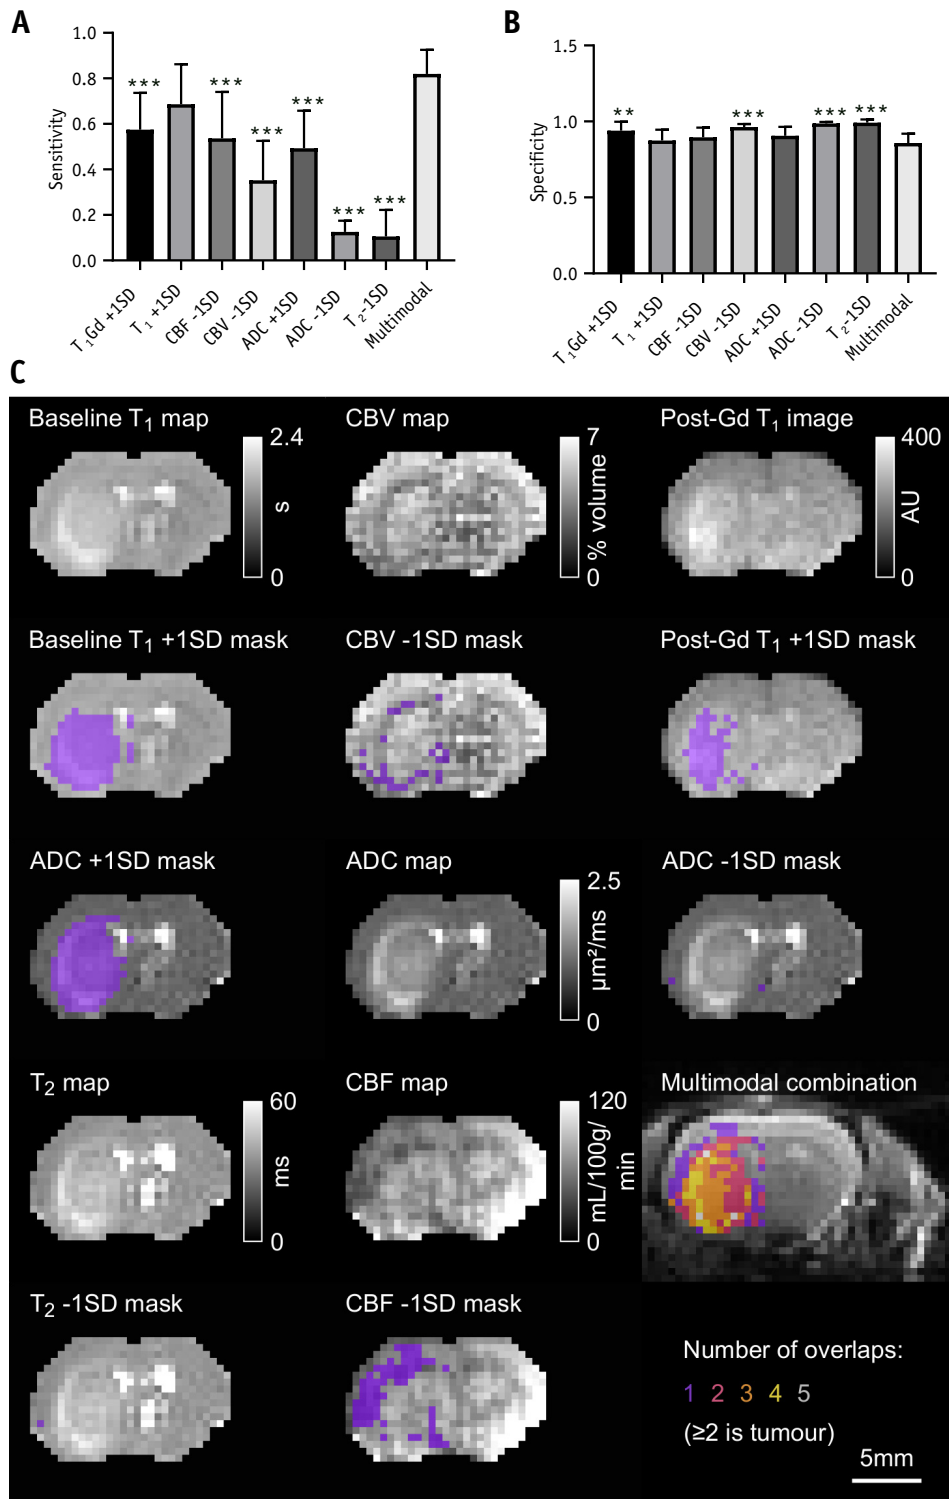 A
B
1.0
0.8
0.6
0.4
0.2
0.0
Sensitivity
***
***
***
***
***
***
T1Gd +1SD
T1 +1SD
CBF -1SD
CBV -1SD
ADC +1SD
ADC -1SD
T2-1SD
Multimodal
1.5
1.0
0.5
0.0
Specificity
**
***
***
***
T1Gd +1SD
T1 +1SD
CBF -1SD
CBV -1SD
ADC +1SD
ADC -1SD
T2-1SD
Multimodal
C
Baseline T1 map
2.4
s
0
CBV map
7
% volume
0
Post-Gd T1 image
400
AU
0
Baseline T1 +1SD mask
CBV -1SD mask
Post-Gd T1 +1SD mask
ADC +1SD mask
ADC map
2.5
µm²/ms
0
ADC -1SD mask
T2 map
60
ms
0
CBF map
120
mL/100g/
min
0
Multimodal combination
T2 -1SD mask
CBF -1SD mask
Number of overlaps:
1 2 3 4 5
(≥2 is tumour)
5mm